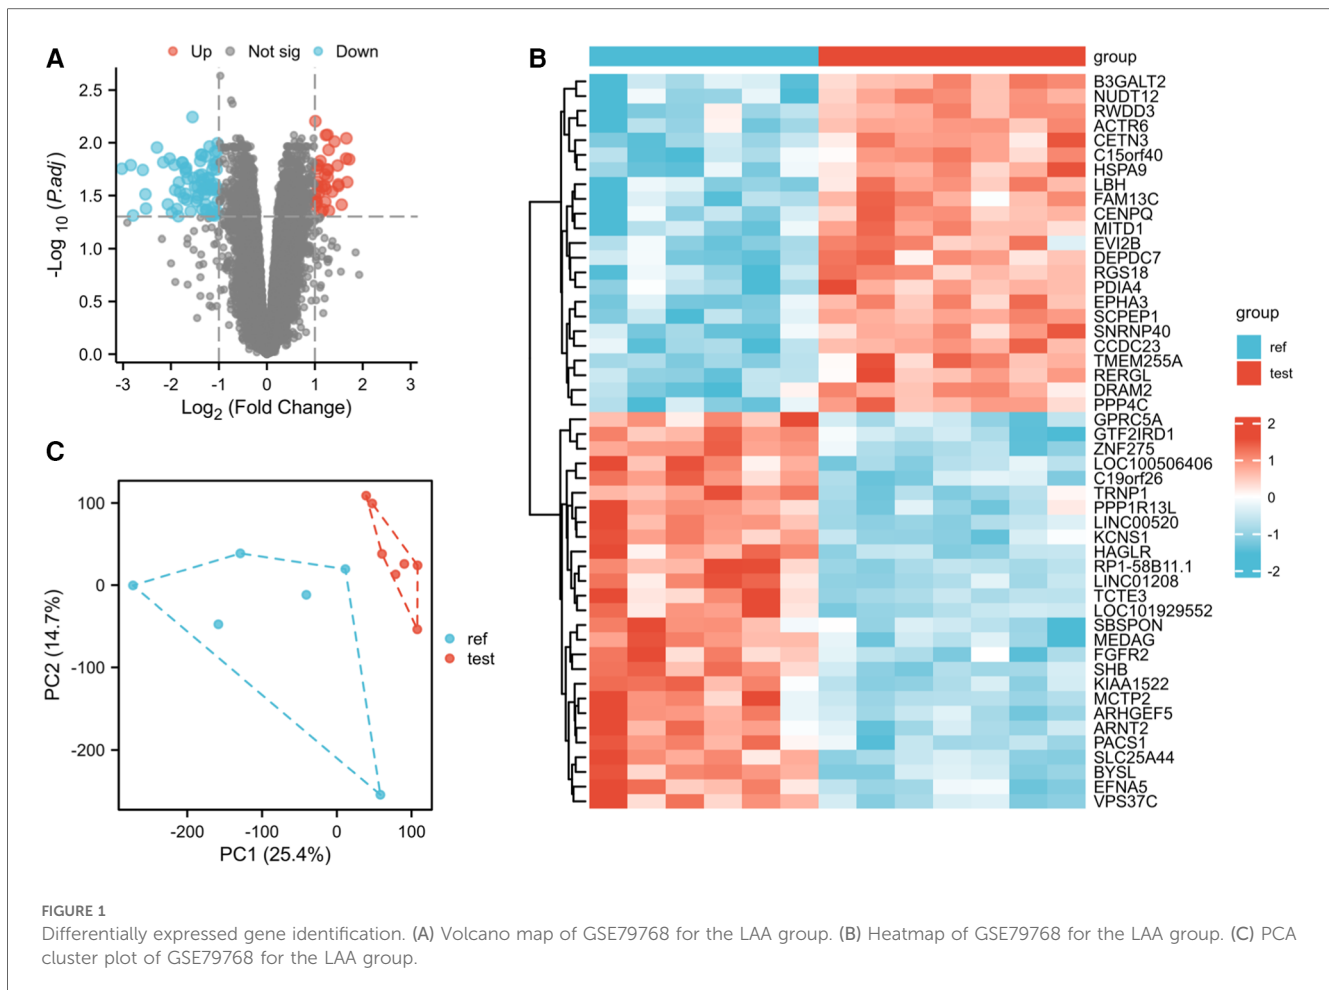 A
Up Not sig Down
-Log10 (P.adj)
2.5
2.0
1.5
1.0
0.5
0.0
-3 -2 -1 0 1 2 3
Log2 (Fold Change)
B
group
B3GALT2
NUDT12
RWDD3
ACTR6
CETN3
C15orf40
HSPA9
LBH
FAM13C
CENPQ
MITD1
EVI2B
DEPDC7
RGS18
PDIA4
EPHA3
SCPEP1
SNRNP40
CCDC23
TMEM255A
RERGL
DRAM2
PPP4C
GPRC5A
GTF2IRD1
ZNF275
LOC100506406
C19orf26
TRNP1
PPP1R13L
LINC00520
KCNS1
HAGLR
RP1-58B11.1
LINC01208
TCTE3
LOC101929552
SBSPON
MEDAG
FGFR2
SHB
KIAA1522
MCTP2
ARHGEF5
ARNT2
PACS1
SLC25A44
BYSL
EFNA5
VPS37C
group
ref
test
2
1
0
-1
-2
C
PC2 (14.7%)
100
0
-100
-200
-200 -100 0 100
PC1 (25.4%)
ref
test
FIGURE 1
Differentially expressed gene identification. (A) Volcano map of GSE79768 for the LAA group. (B) Heatmap of GSE79768 for the LAA group. (C) PCA
cluster plot of GSE79768 for the LAA group.